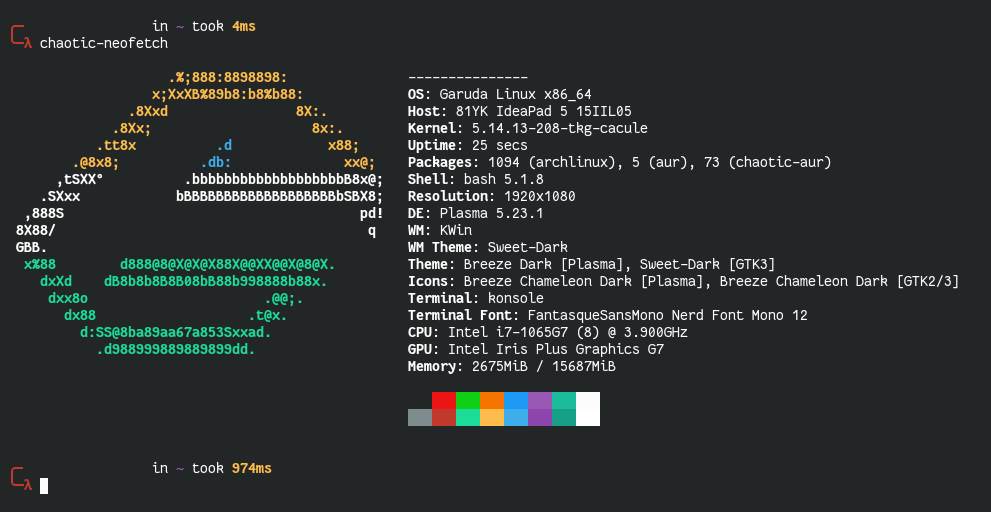 in ~ took 4ms
λ chaotic-neofetch
.%;888:8898898:
x;XxXB%89b8:b8%b88:
.8Xxd 8X:.
.8Xx; 8x:.
.tt8x .d x88;
.@8x8; .db: xx@;
,tSXX° .bbbbbbbbbbbbbbbbbbbB8x@;
.SXxx bBBBBBBBBBBBBBBBBBBBbSBX8;
,888S pd!
8X88/ q
GBB.
x%88 d888@8@X@X@X88X@@XX@@X@8@X.
dxXd dB8b8b8B8B08bB88b998888b88x.
dxx8o .@@;.
dx88 .t@x.
d:SS@8ba89aa67a853Sxxad.
.d988999889889899dd.
---------------
OS: Garuda Linux x86_64
Host: 81YK IdeaPad 5 15IIL05
Kernel: 5.14.13-208-tkg-cacule
Uptime: 25 secs
Packages: 1094 (archlinux), 5 (aur), 73 (chaotic-aur)
Shell: bash 5.1.8
Resolution: 1920x1080
DE: Plasma 5.23.1
WM: KWin
WM Theme: Sweet-Dark
Theme: Breeze Dark [Plasma], Sweet-Dark [GTK3]
Icons: Breeze Chameleon Dark [Plasma], Breeze Chameleon Dark [GTK2/3]
Terminal: konsole
Terminal Font: FantasqueSansMono Nerd Font Mono 12
CPU: Intel i7-1065G7 (8) @ 3.900GHz
GPU: Intel Iris Plus Graphics G7
Memory: 2675MiB / 15687MiB
in ~ took 974ms
λ